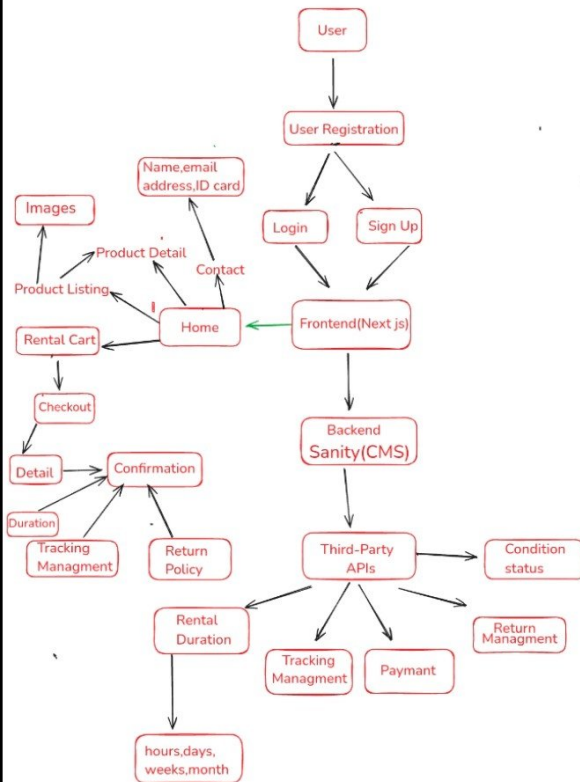 User
User Registration
Name,email
address,ID card
Images
Login
Sign Up
Product Detail
Contact
Product Listing
Home
Frontend(Next js)
Rental Cart
Checkout
Backend
Sanity(CMS)
Detail
Confirmation
Duration
Tracking
Managment
Return
Policy
Third-Party
APIs
Condition
status
Rental
Duration
Tracking
Managment
Paymant
Return
Managment
hours,days,
weeks,month